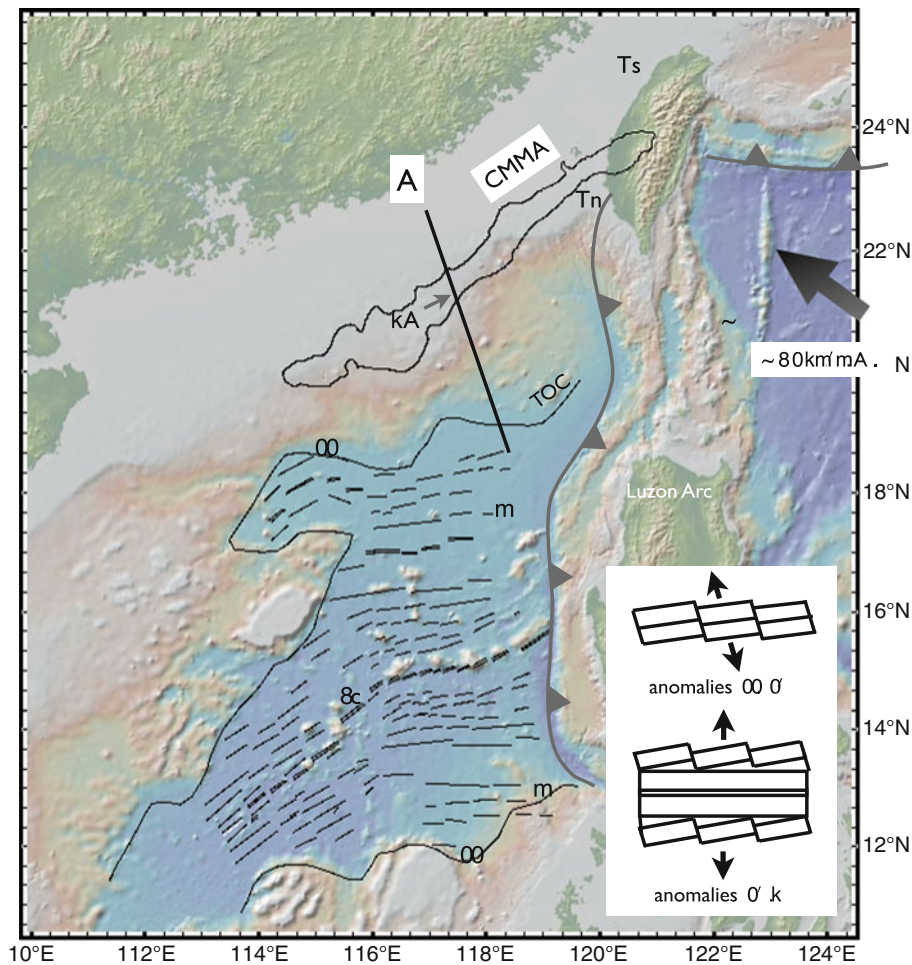 Ts
24°N
CMMA
A
Tn
22°N
kA
~
~80km/mA.
N
TOC
00
18°N
Luzon Arc
m
16°N
anomalies 00 0'
8c
14°N
m
00
12°N
anomalies 0' .k
10°E
112°E
114°E
116°E
118°E
120°E
122°E
124°E